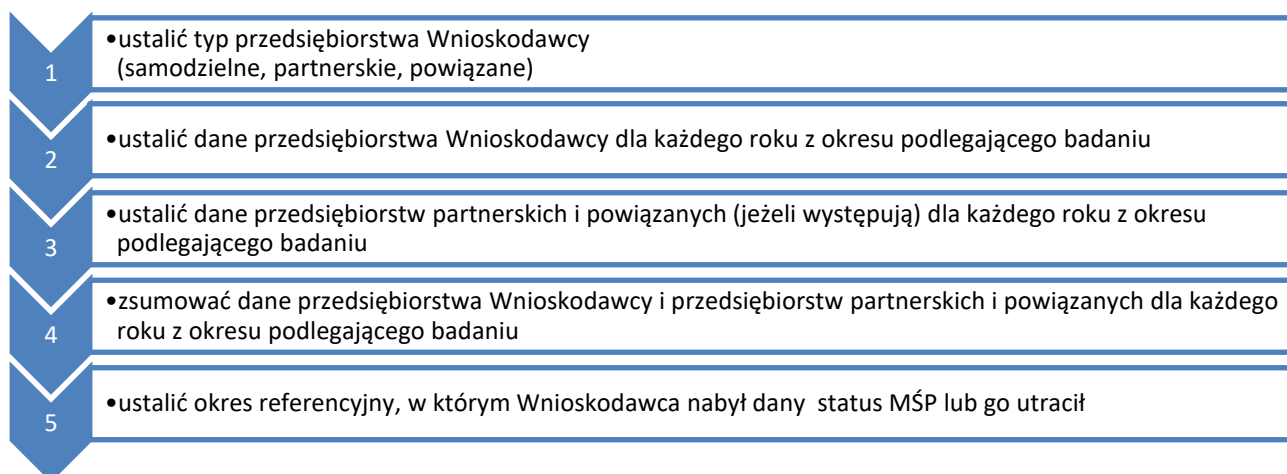 1
•ustalić typ przedsiębiorstwa Wnioskodawcy
(samodzielne, partnerskie, powiązane)
2
•ustalić dane przedsiębiorstwa Wnioskodawcy dla każdego roku z okresu podlegającego badaniu
3
•ustalić dane przedsiębiorstw partnerskich i powiązanych (jeżeli występują) dla każdego roku z okresu
podlegającego badaniu
4
•zsumować dane przedsiębiorstwa Wnioskodawcy i przedsiębiorstw partnerskich i powiązanych dla każdego
roku z okresu podlegającego badaniu
5
•ustalić okres referencyjny, w którym Wnioskodawca nabył dany status MŚP lub go utracił